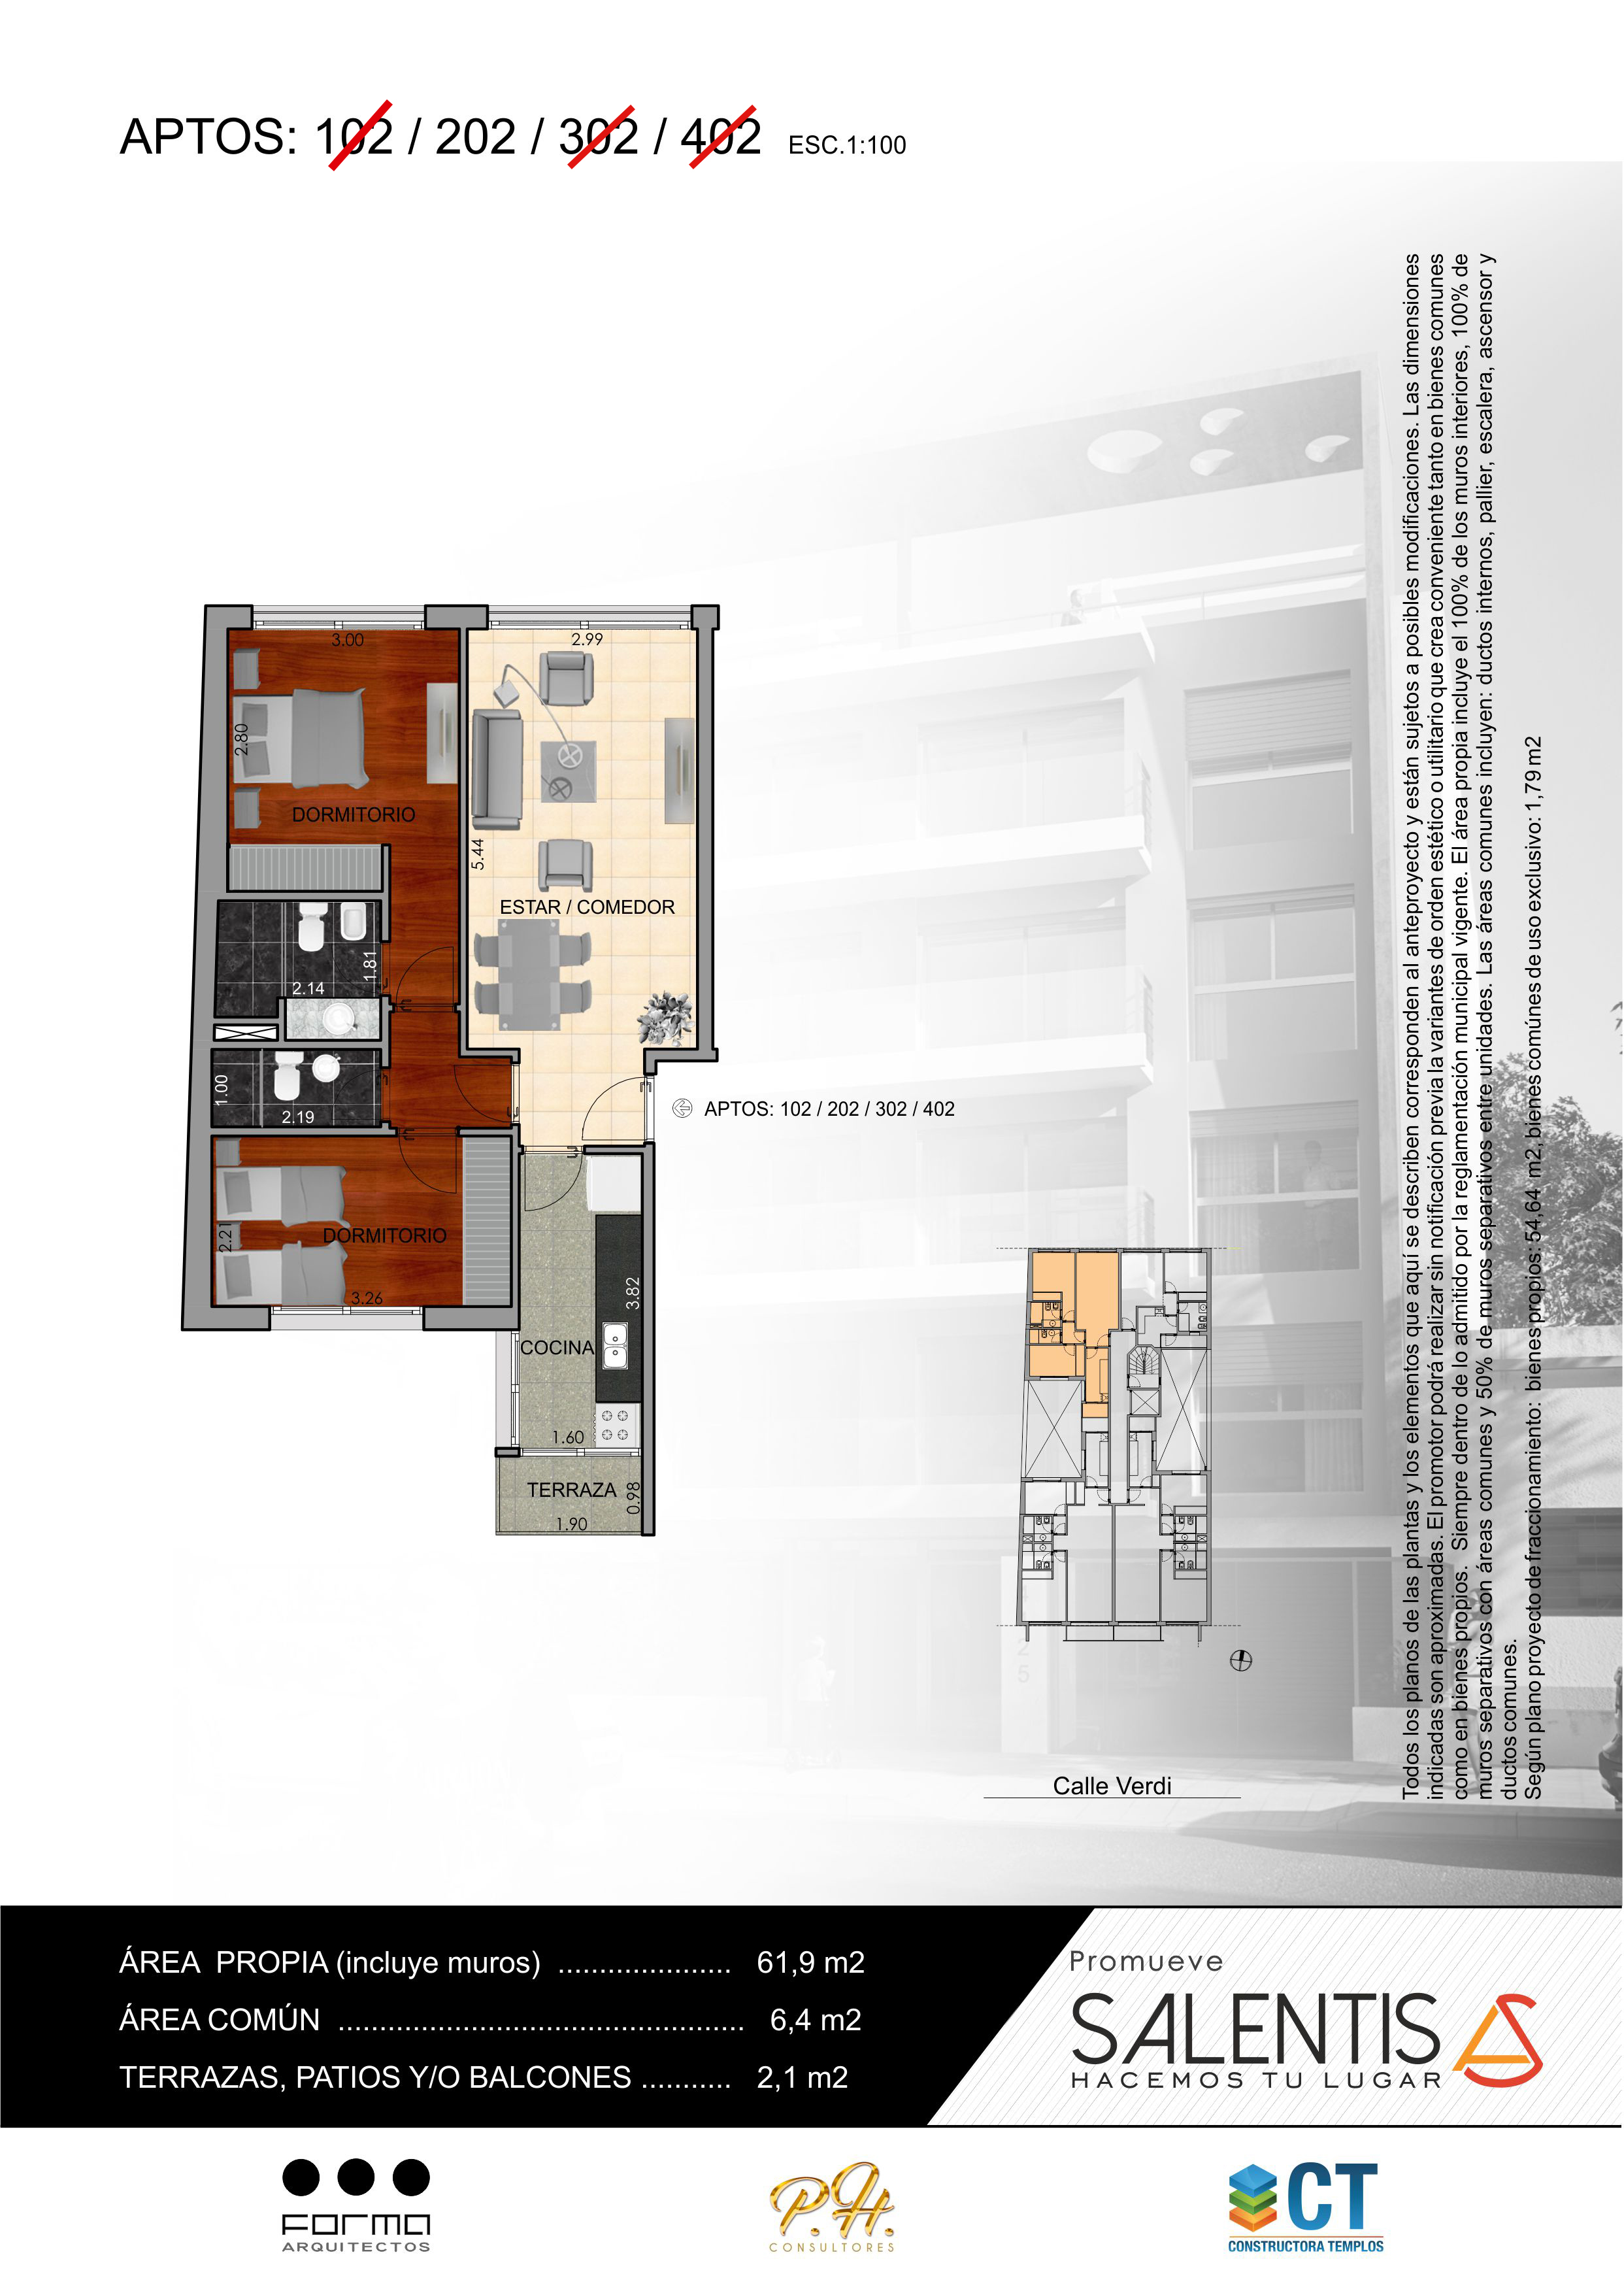 APTOS: 102 / 202 / 302 / 402 ESC.1:100
3.00
2.99
2.80
DORMITORIO
5.44
ESTAR / COMEDOR
1.81
2.14
1.00
2.19
APTOS: 102 / 202 / 302 / 402
2.21
DORMITORIO
3.26
3.82
COCINA
1.60
TERRAZA
0.98
1.90
Calle Verdi
Todos los planos de las plantas y los elementos que aquí se describen corresponden al anteproyecto y están sujetos a posibles modificaciones. Las dimensiones
indicadas son aproximadas. El promotor podrá realizar sin notificación previa la variantes de orden estético o utilitario que crea conveniente tanto en bienes comunes
como en bienes propios. Siempre dentro de lo admitido por la reglamentación municipal vigente. El área propia incluye el 100% de los muros interiores, 100% de
muros separativos con áreas comunes y 50% de muros separativos entre unidades. Las áreas comunes incluyen: ductos internos, pallier, escalera, ascensor y
ductos comunes.
Según plano proyecto de fraccionamiento: bienes propios: 54,64 m2, bienes comúnes de uso exclusivo: 1,79 m2
25
ÁREA PROPIA (incluye muros) ..................... 61,9 m2
ÁREA COMÚN ................................................. 6,4 m2
TERRAZAS, PATIOS Y/O BALCONES ........... 2,1 m2
Promueve
SALENTIS
HACEMOS TU LUGAR
Forma
ARQUITECTOS
P.H.
CONSULTORES
CT
CONSTRUCTORA TEMPLOS